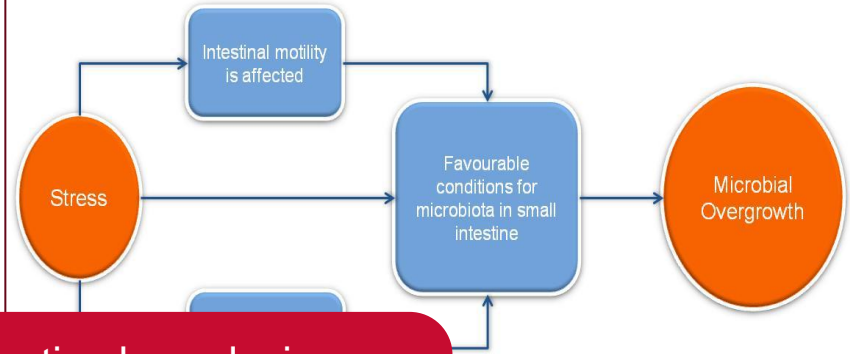 Intestinal motility
is affected
Stress
Favourable
conditions for
microbiota in small
intestine
Microbial
Overgrowth